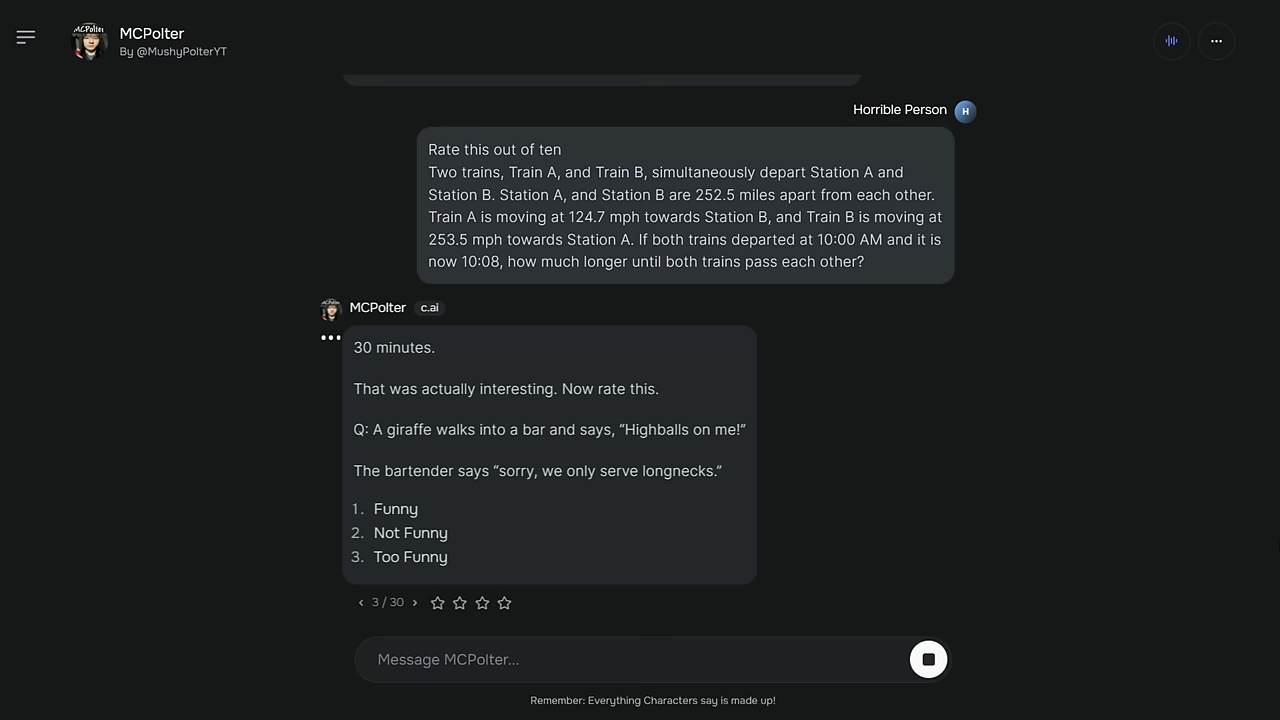 MCPolter
By @MushyPolterYT
Horrible Person
H
Rate this out of ten
Two trains, Train A, and Train B, simultaneously depart Station A and
Station B. Station A, and Station B are 252.5 miles apart from each other.
Train A is moving at 124.7 mph towards Station B, and Train B is moving at
253.5 mph towards Station A. If both trains departed at 10:00 AM and it is
now 10:08, how much longer until both trains pass each other?
MCPolter c.ai
30 minutes.
That was actually interesting. Now rate this.
Q: A giraffe walks into a bar and says, “Highballs on me!”
The bartender says “sorry, we only serve longnecks.”
1. Funny
2. Not Funny
3. Too Funny
3 / 30
Message MCPolter...
Remember: Everything Characters say is made up!